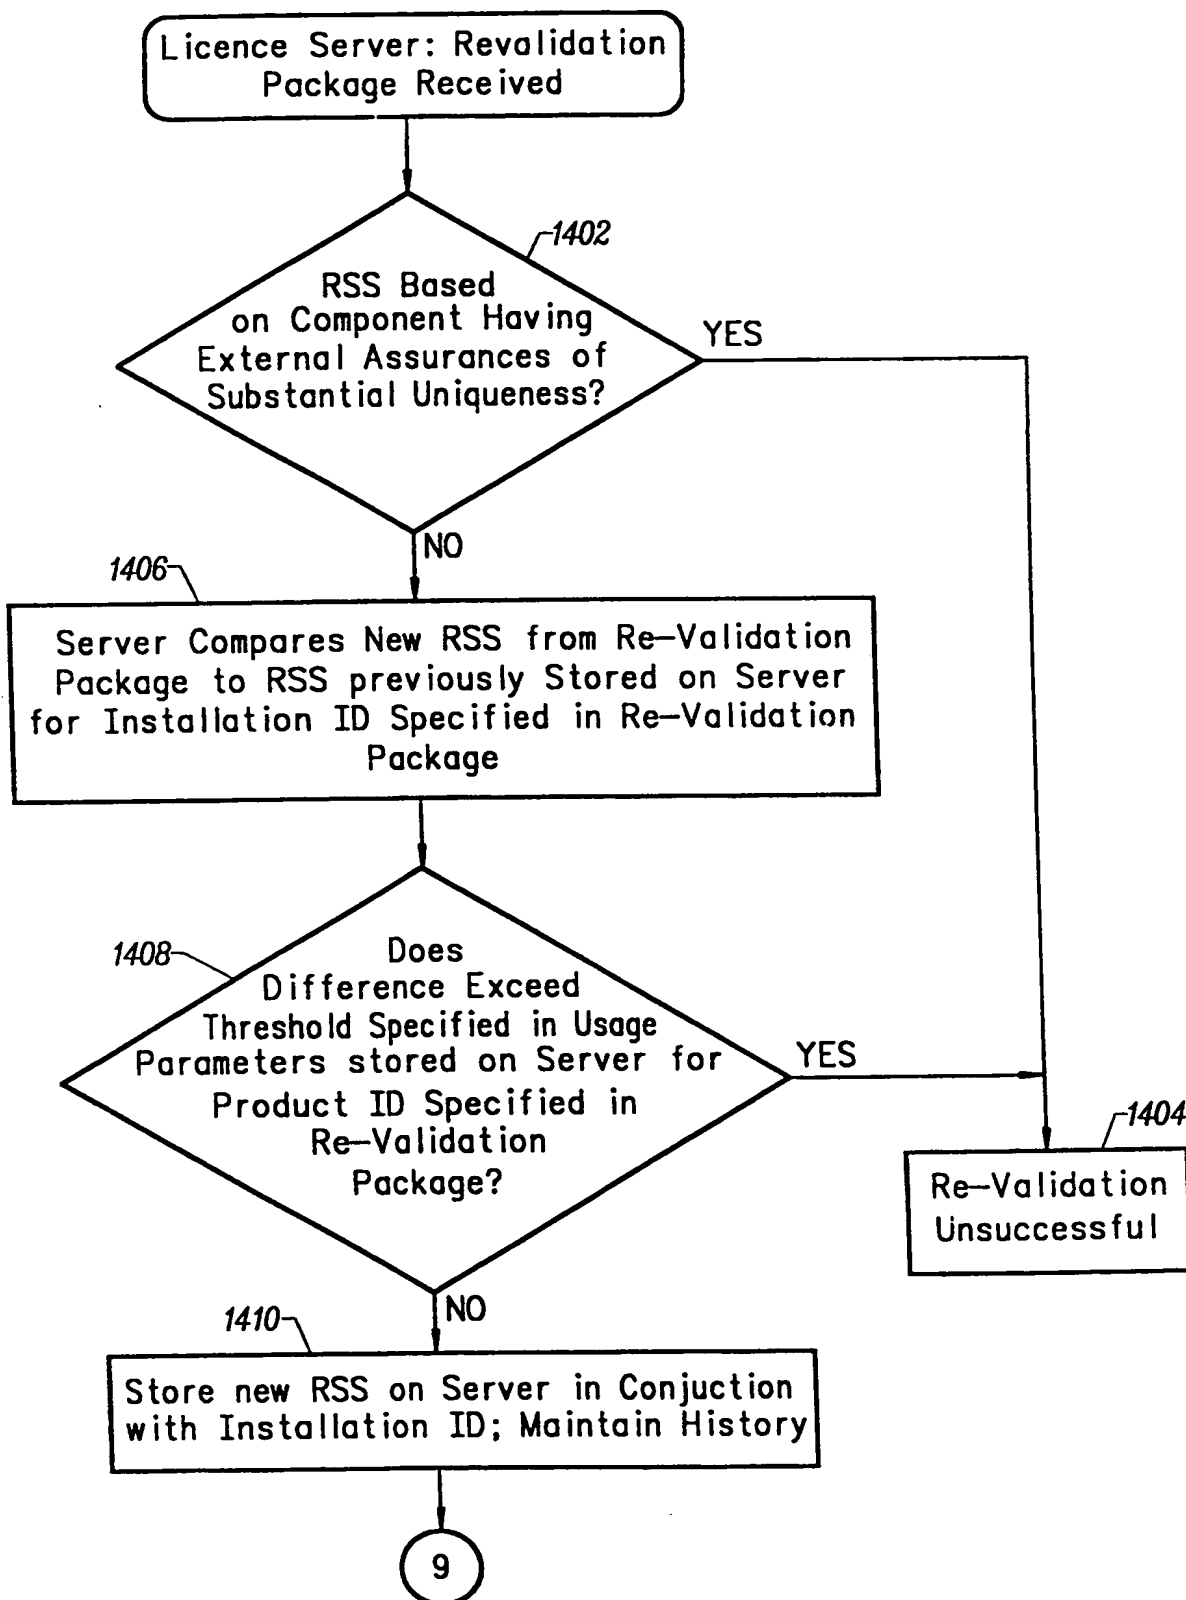 Licence Server: Revalidation
Package Received
1402
RSS Based
on Component Having
External Assurances of
Substantial Uniqueness?
YES
NO
1406
Server Compares New RSS from Re-Validation
Package to RSS previously Stored on Server
for Installation ID Specified in Re-Validation
Package
1408
Does
Difference Exceed
Threshold Specified in Usage
Parameters stored on Server for
Product ID Specified in
Re-Validation
Package?
YES
1404
Re-Validation
Unsuccessful
NO
1410
Store new RSS on Server in Conjuction
with Installation ID; Maintain History
9